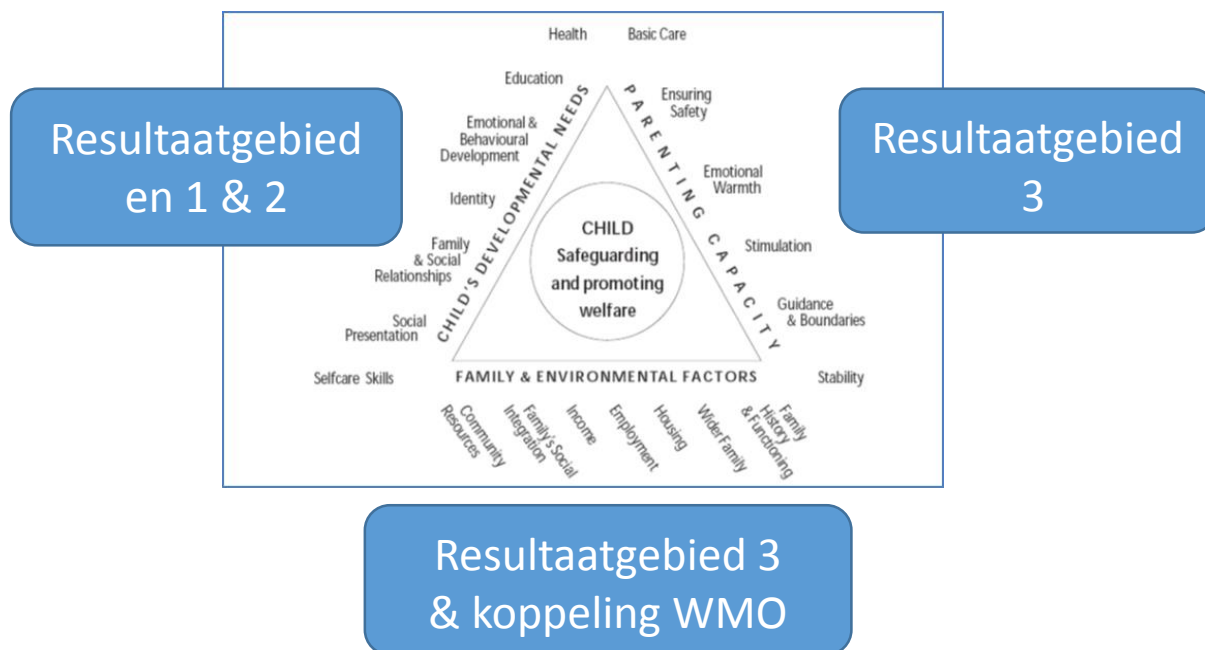 Health
Basic Care
Education
Ensuring
Safety
Emotional &
Behavioural
Development
Emotional
Warmth
Identity
Stimulation
Family
& Social
Relationships
Guidance
& Boundaries
Social
Presentation
Selfcare Skills
Stability
CHILD'S DEVELOPMENTAL NEEDS
PARENTING CAPACITY
CHILD
Safeguarding
and promoting
welfare
FAMILY & ENVIRONMENTAL FACTORS
Community
Resources
Family's Social
Integration
Income
Employment
Housing
Wider Family
Family
History
& Functioning
Resultaatgebied
en 1 & 2
Resultaatgebied
3
Resultaatgebied 3
& koppeling WMO